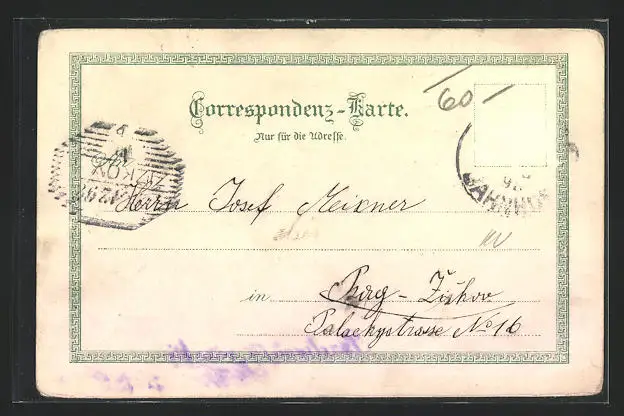 Correspondenz-Karte.
Nur für die Adresse.
60
Herrn Josef Meixner
in Prag - Žižkov
Palackystrasse No 16